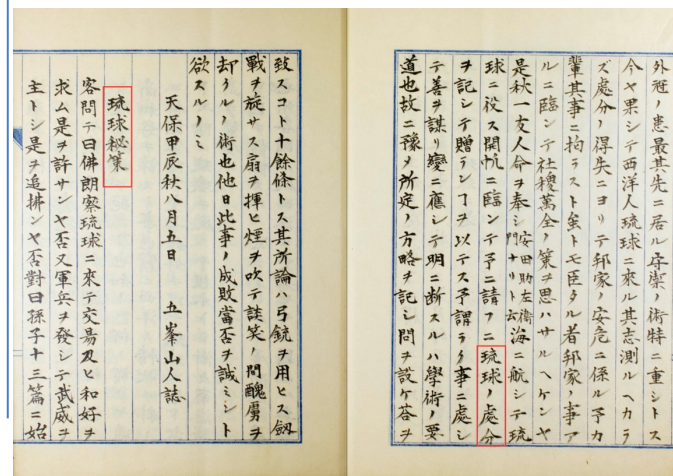 外冦ノ患最其先ニ居ル守禦ノ術特ニ重シトス
今ヤ果シテ西洋人琉球ニ來ル其志測ルヘカラ
ズ處分ノ得失ニヨリテ邦家ノ安危ニ係ル予カ
輩其事ニ拘ラスト雖トモ臣タル者邦家ノ事ア
ルニ臨ンテ社稷萬全ノ策ヲ思ハサルヘケンヤ
是秋一友人命ヲ奉シ安田助左衛門ナリト云海ニ航シテ琉
球ニ役ス開帆ニ臨ンテ予ニ請フニ琉球ノ處分
ヲ記シテ贈ランヿヲ以テス予謂ラク事ニ處シ
テ善ヲ謀リ變ニ應シテ明ニ断スルハ學術ノ要
道也故ニ豫メ所定ノ方略ヲ記シ問ヲ設ケ荅ヲ
致スコト十餘條トス其所論ハ弓銃ヲ用ヒス劔
戰ヲ旋サス扇ヲ揮ヒ煙ヲ吹テ談笑ノ間醜虜ヲ
却クルノ術也他日此事ノ成敗當否ヲ誠ミント
欲スルノミ
天保甲辰秋八月五日 五峯山人誌
琉球秘策
客問テ曰佛朗察琉球ニ來テ交易及ヒ和好ヲ
求ム是ヲ許サンヤ否又軍兵ヲ發シテ武威ヲ
主トシ是ヲ追拂ンヤ否對曰孫子十三篇ニ始